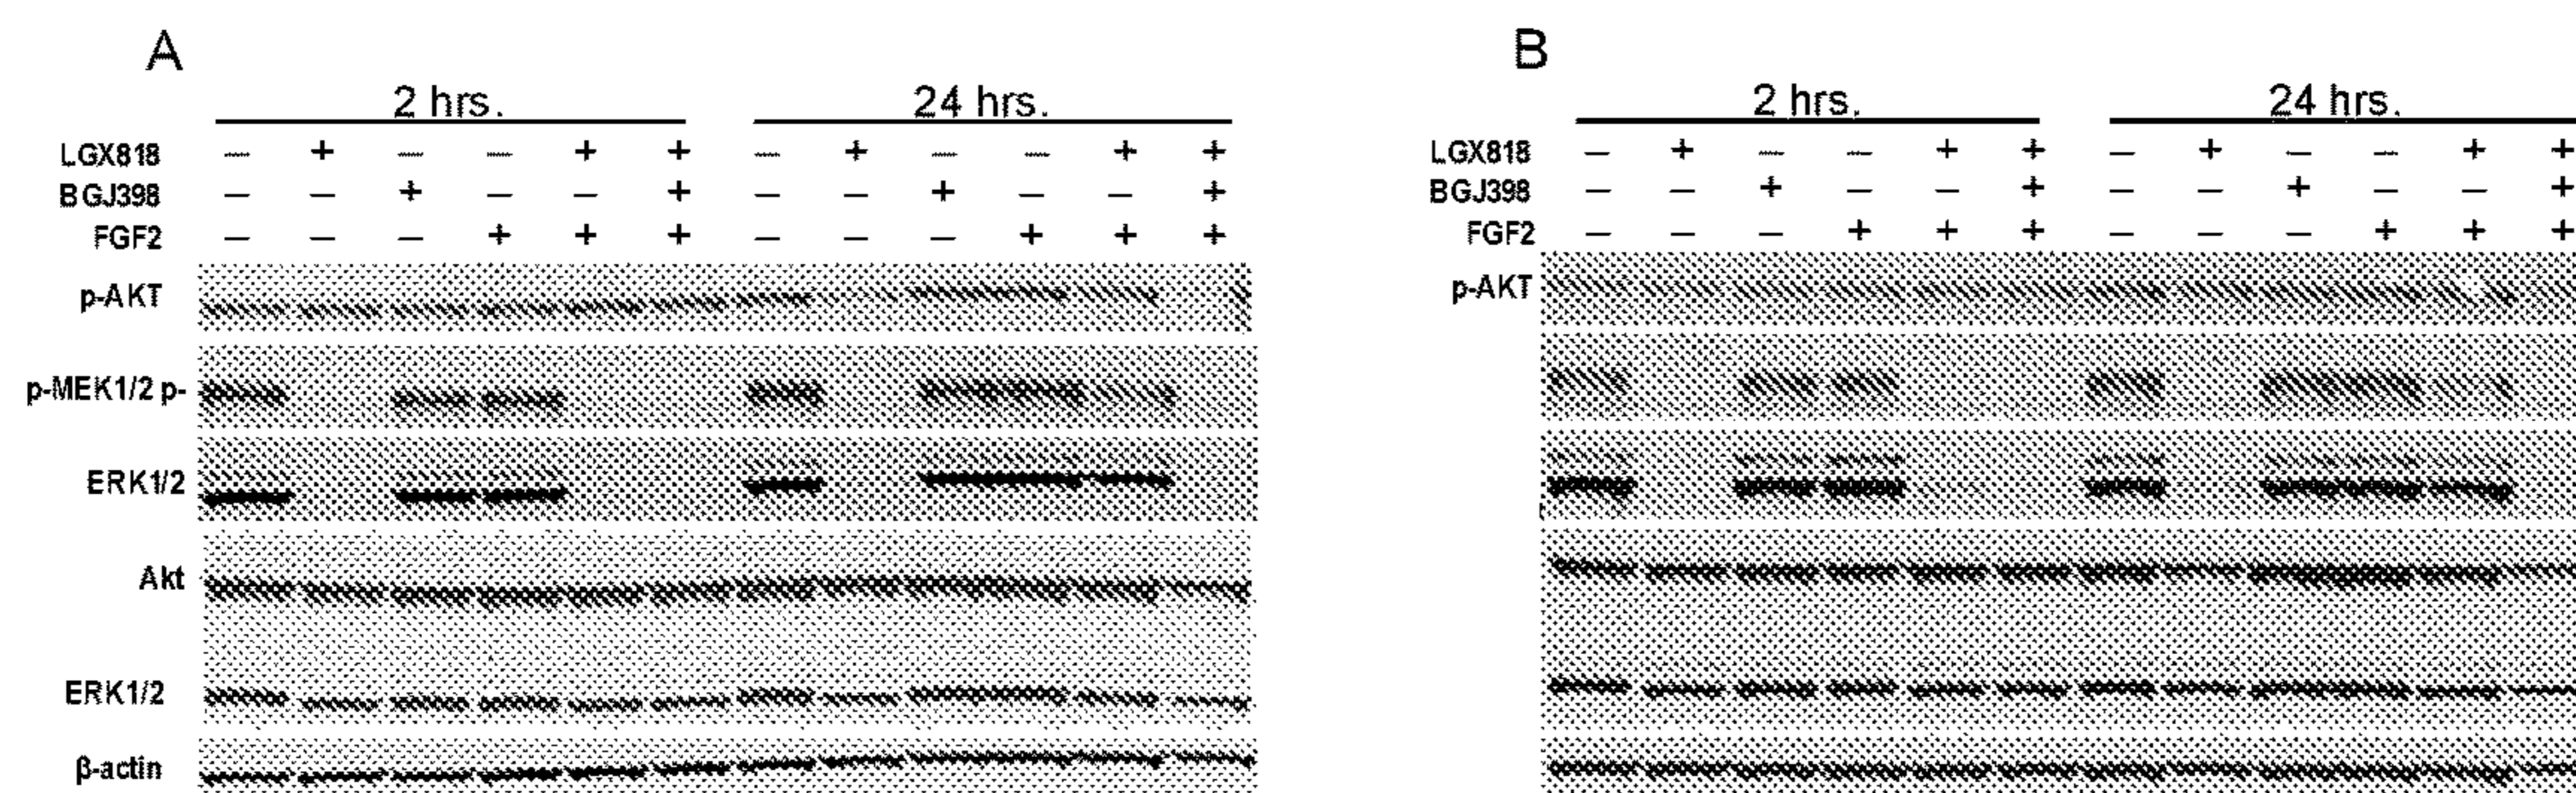 A
2 hrs. 24 hrs.
LGX818 – + – – + + – + – – + +
BGJ398 – – + – – + – – + – – +
FGF2 – – – + + + – – – + + +
p-AKT
p-MEK1/2 p-
ERK1/2
Akt
ERK1/2
β-actin
B
2 hrs. 24 hrs.
LGX818 – + – – + + – + – – + +
BGJ398 – – + – – + – – + – – +
FGF2 – – – + + + – – – + + +
p-AKT